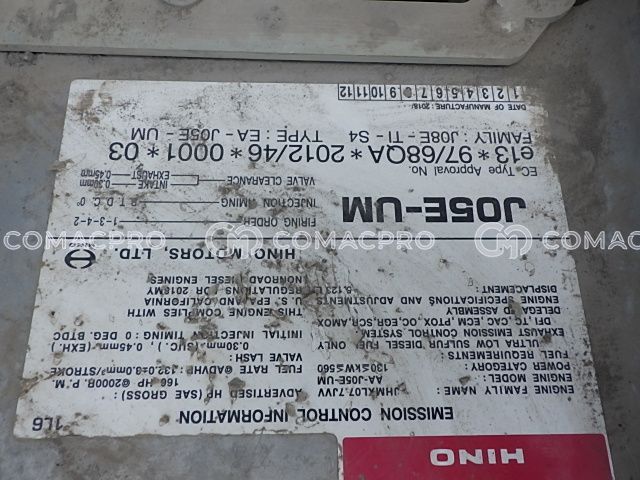 HINO
EMISSION CONTROL INFORMATION
1L6
ENGINE FAMILY NAME : JHMXL07.7JVV
ENGINE MODEL: AA-J05E-UM
POWER CATEGORY: 130≤kW≤560
FUEL REQUIREMENTS:
ULTRA LOW SULFUR DIESEL FUEL ONLY
EXHAUST EMISSION CONTROL SYSTEM:
DFI,TC,CAC,ECM,PTOX,OC,EGR,SCR,AMOX
DELEGATED ASSEMBLY
ENGINE SPECIFICATIONS AND ADJUSTMENTS
DISPLACEMENT
ADVERTISED HP (SAE GROSS)
166 HP @2000R.P.M.
FUEL RATE @ADVHP : 132.0±8.0mm³/STROKE
VALVE LASH:
0.30mm (SUC. ), 0.45mm (EXH. )
INITIAL INJECTION TIMING : 0 DEG. BTDC
THIS ENGINE COMPLIES WITH
U.S. EPA AND CALIFORNIA
REGULATIONS FOR 2018MY
NONROAD DIESEL ENGINES
HINO MOTORS, LTD.
J05E-UM
FIRING ORDER: 1-3-4-2
INJECTION TIMING B.T.D.C. 0°
VALVE CLEARANCE INTAKE 0.30mm
EXHAUST 0.45mm
EC Type Approval No.
e13*97/68QA*2012/46*0001*03
FAMILY : J08E-TI-S4 TYPE : EA-J05E-UM
DATE OF MANUFACTURE : 2018/
1 2 3 4 5 6 7 9 10 11 12
COMACPRO COMACPRO COMACPRO